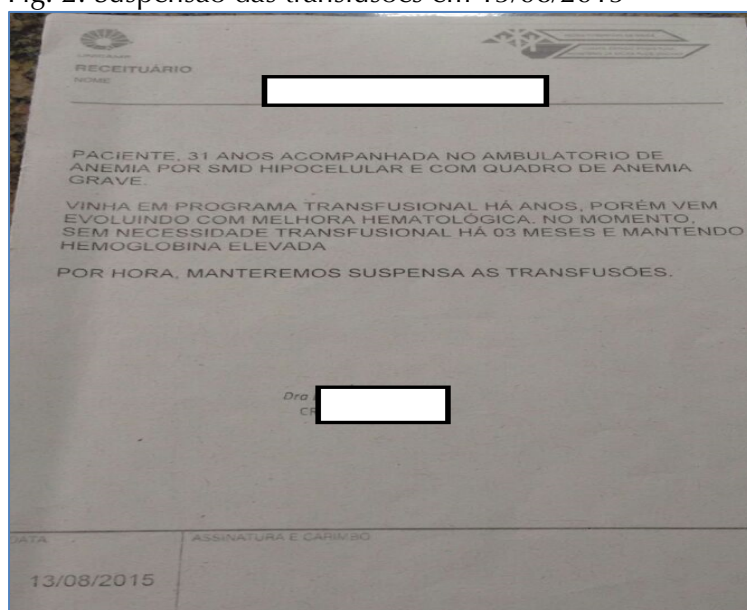 Fig. 2. Suspensão das transfusões em 13/08/2015
RECEITUÁRIO
NOME
PACIENTE, 31 ANOS ACOMPANHADA NO AMBULATORIO DE
ANEMIA POR SMD HIPOCELULAR E COM QUADRO DE ANEMIA
GRAVE.
VINHA EM PROGRAMA TRANSFUSIONAL HÁ ANOS, PORÉM VEM
EVOLUINDO COM MELHORA HEMATOLÓGICA. NO MOMENTO,
SEM NECESSIDADE TRANSFUSIONAL HÁ 03 MESES E MANTENDO
HEMOGLOBINA ELEVADA
POR HORA, MANTEREMOS SUSPENSA AS TRANSFUSÕES.
Dra
DATA
ASSINATURA E CARIMBO
13/08/2015